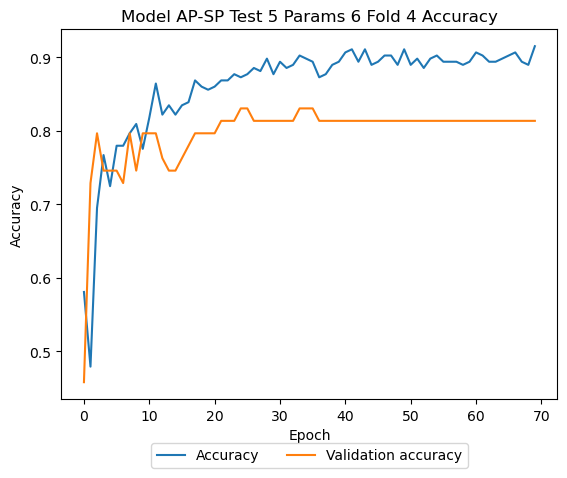 Model AP-SP Test 5 Params 6 Fold 4 Accuracy
0.9
0.8
0.7
0.6
0.5
Accuracy
0 10 20 30 40 50 60 70
Epoch
Accuracy Validation accuracy